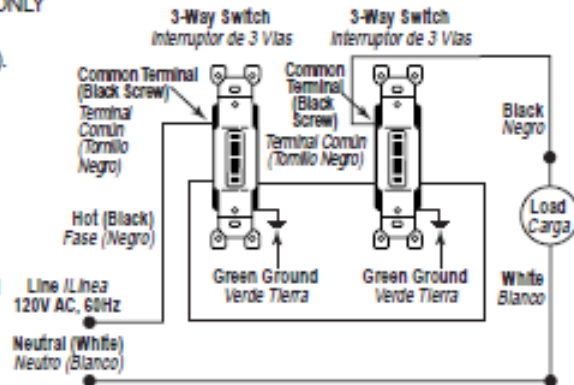 ONLY
).
3-Way Switch
Interruptor de 3 Vías
3-Way Switch
Interruptor de 3 Vías
Common Terminal
(Black Screw)
Terminal
Común
(Tornillo
Negro)
Common
Terminal
(Black
Screw)
Terminal Común
(Tornillo Negro)
Black
Negro
Load
Carga
Hot (Black)
Fase (Negro)
Green Ground
Verde Tierra
Green Ground
Verde Tierra
White
Blanco
Line /Línea
120V AC, 60Hz
Neutral (White)
Neutro (Blanco)